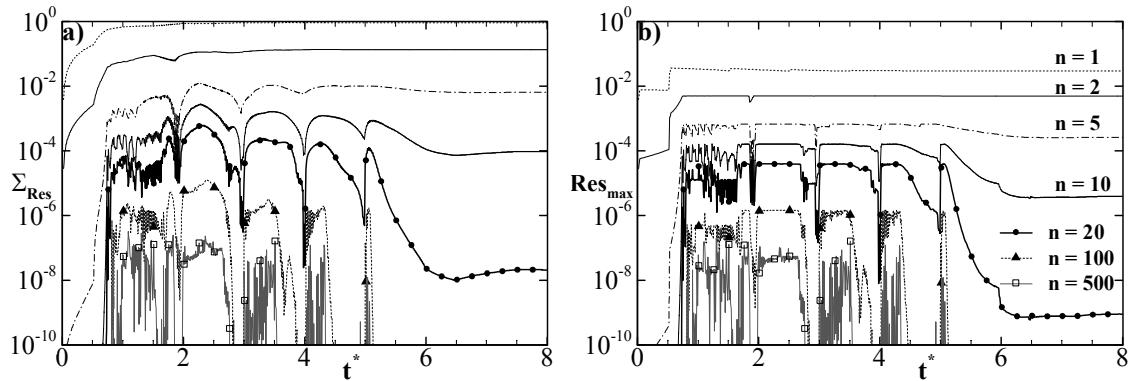 a)
10^0
10^-2
10^-4
Σ_Res
10^-6
10^-8
10^-10
0 2 4 6 8
t^*
b)
10^0
10^-2
10^-4
Res_max
10^-6
10^-8
10^-10
0 2 4 6 8
t^*
n = 1
n = 2
n = 5
n = 10
n = 20
n = 100
n = 500